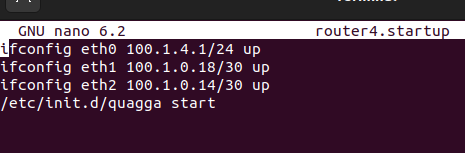 GNU nano 6.2 router4.startup
ifconfig eth0 100.1.4.1/24 up
ifconfig eth1 100.1.0.18/30 up
ifconfig eth2 100.1.0.14/30 up
/etc/init.d/quagga start